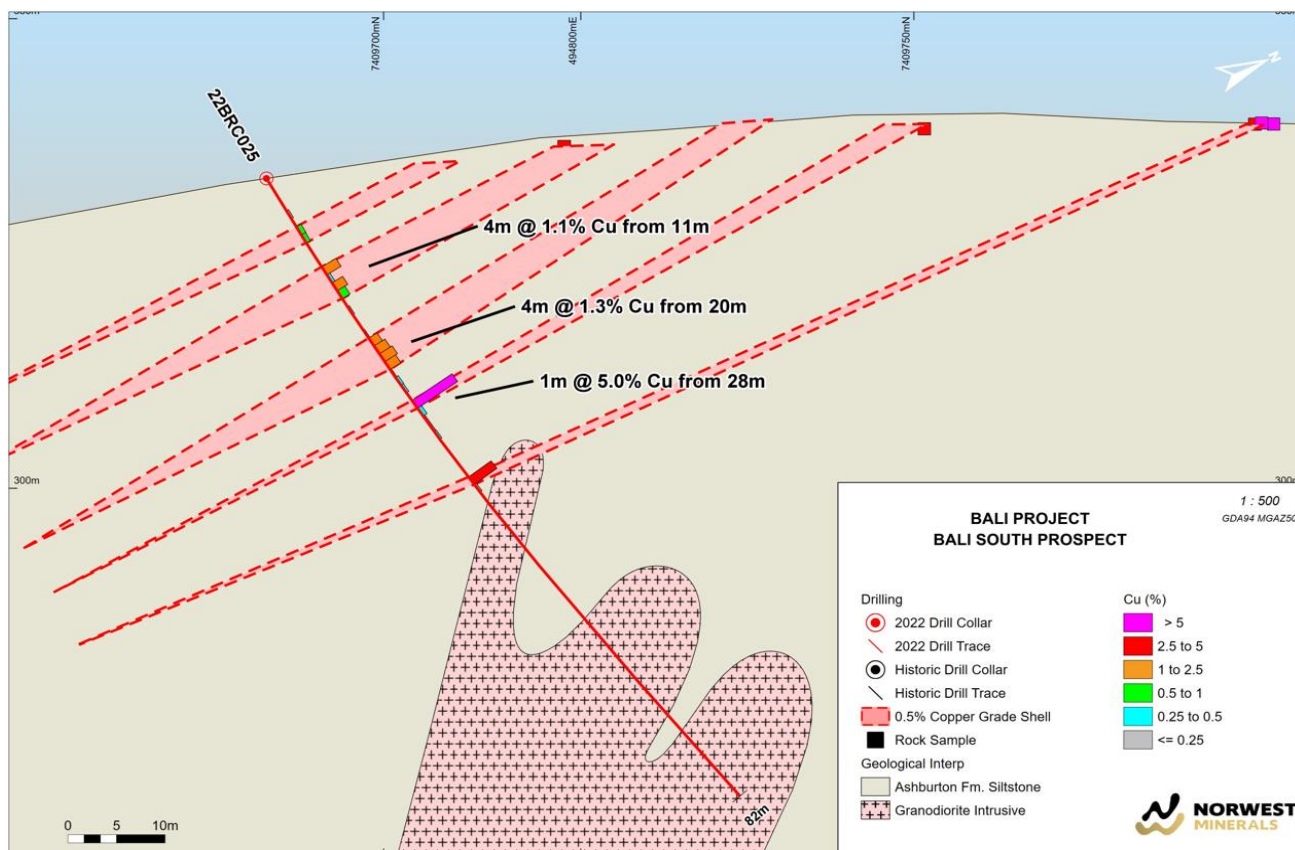 7409700mN
494800mE
7409750mN
N
22BRC025
4m @ 1.1% Cu from 11m
4m @ 1.3% Cu from 20m
1m @ 5.0% Cu from 28m
300m
82m
0 5 10m
BALI PROJECT
BALI SOUTH PROSPECT
1 : 500
GDA94 MGAZ50
Drilling
2022 Drill Collar
2022 Drill Trace
Historic Drill Collar
Historic Drill Trace
0.5% Copper Grade Shell
Rock Sample
Geological Interp
Ashburton Fm. Siltstone
Granodiorite Intrusive
Cu (%)
> 5
2.5 to 5
1 to 2.5
0.5 to 1
0.25 to 0.5
<= 0.25
NORWEST
MINERALS